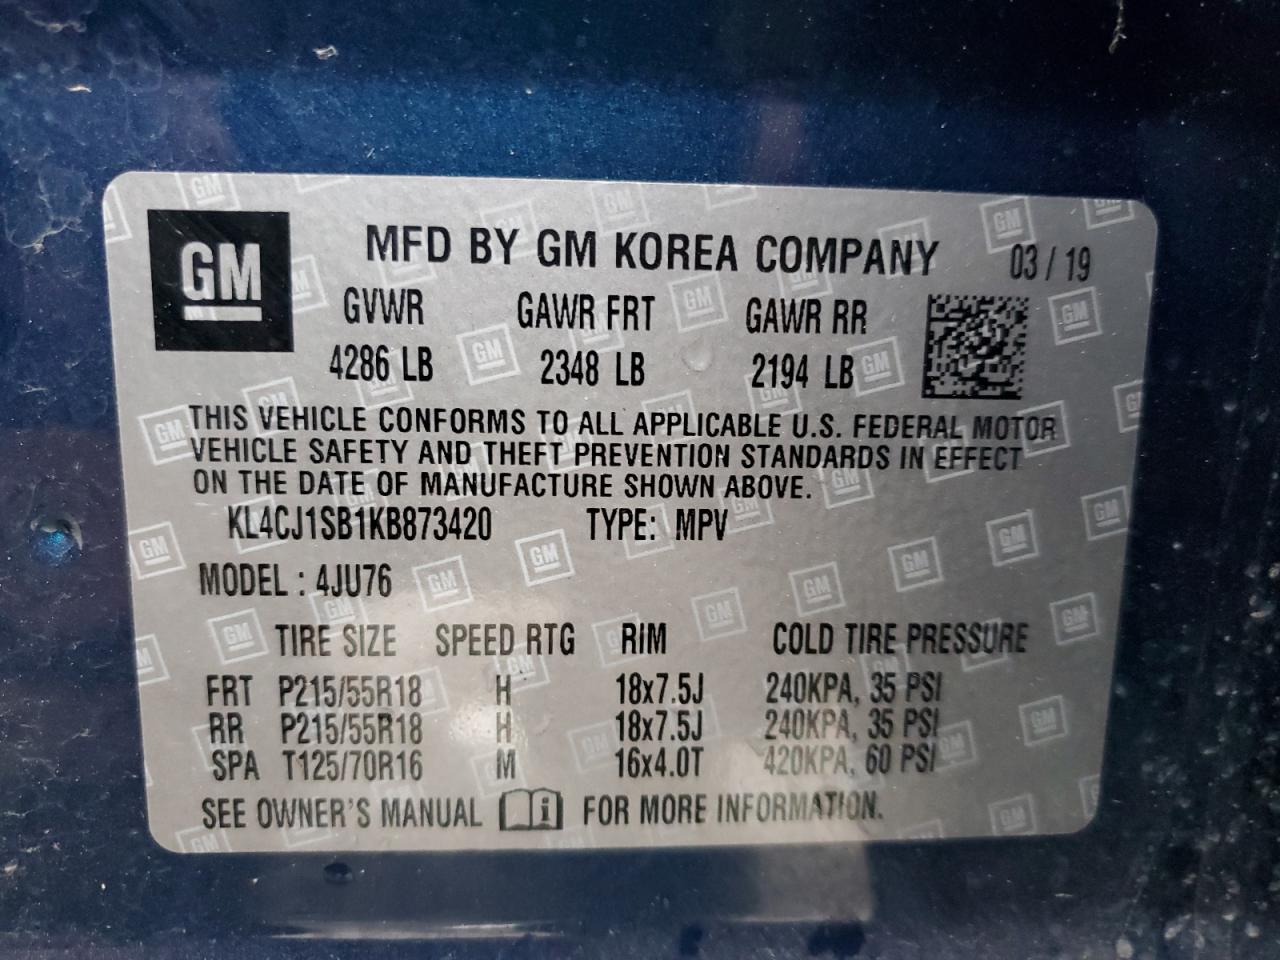 GM
MFD BY GM KOREA COMPANY 03 / 19
GVWR GAWR FRT GAWR RR
4286 LB 2348 LB 2194 LB
THIS VEHICLE CONFORMS TO ALL APPLICABLE U.S. FEDERAL MOTOR
VEHICLE SAFETY AND THEFT PREVENTION STANDARDS IN EFFECT
ON THE DATE OF MANUFACTURE SHOWN ABOVE.
KL4CJ1SB1KB873420 TYPE: MPV
MODEL : 4JU76
TIRE SIZE SPEED RTG RIM COLD TIRE PRESSURE
FRT P215/55R18 H 18x7.5J 240KPA, 35 PSI
RR P215/55R18 H 18x7.5J 240KPA, 35 PSI
SPA T125/70R16 M 16x4.0T 420KPA, 60 PSI
SEE OWNER'S MANUAL i FOR MORE INFORMATION.